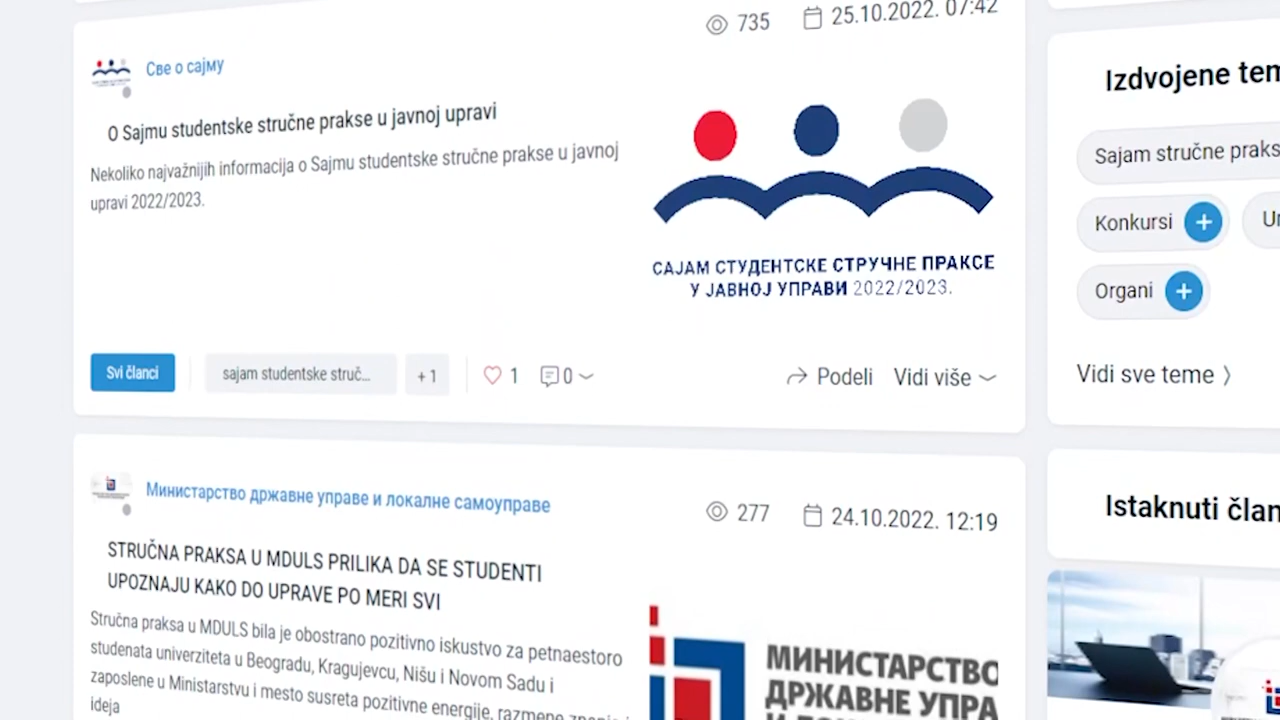 735
25.10.2022. 07:42
Све о сајму
O Sajmu studentske stručne prakse u javnoj upravi
Nekoliko najvažnijih informacija o Sajmu studentske stručne prakse u javnoj
upravi 2022/2023.
САЈАМ СТУДЕНТСКЕ СТРУЧНЕ ПРАКСЕ
У ЈАВНОЈ УПРАВИ 2022/2023.
Svi članci
sajam studentske struč...
+ 1
1
0
Podeli
Vidi više
Министарство државне управе и локалне самоуправе
277
24.10.2022. 12:19
STRUČNA PRAKSA U MDULS PRILIKA DA SE STUDENTI
UPOZNAJU KAKO DO UPRAVE PO MERI SVI
Stručna praksa u MDULS bila je obostrano pozitivno iskustvo za petnaestoro
studenata univerziteta u Beogradu, Kragujevcu, Nišu i Novom Sadu i
zaposlene u Ministarstvu i mesto susreta pozitivne energije, razmene
ideja
МИНИСТАРСТВО
ДРЖАВНЕ УПРА
Izdvojene tem
Sajam stručne praks
Konkursi +
Organi +
Vidi sve teme
Istaknuti član